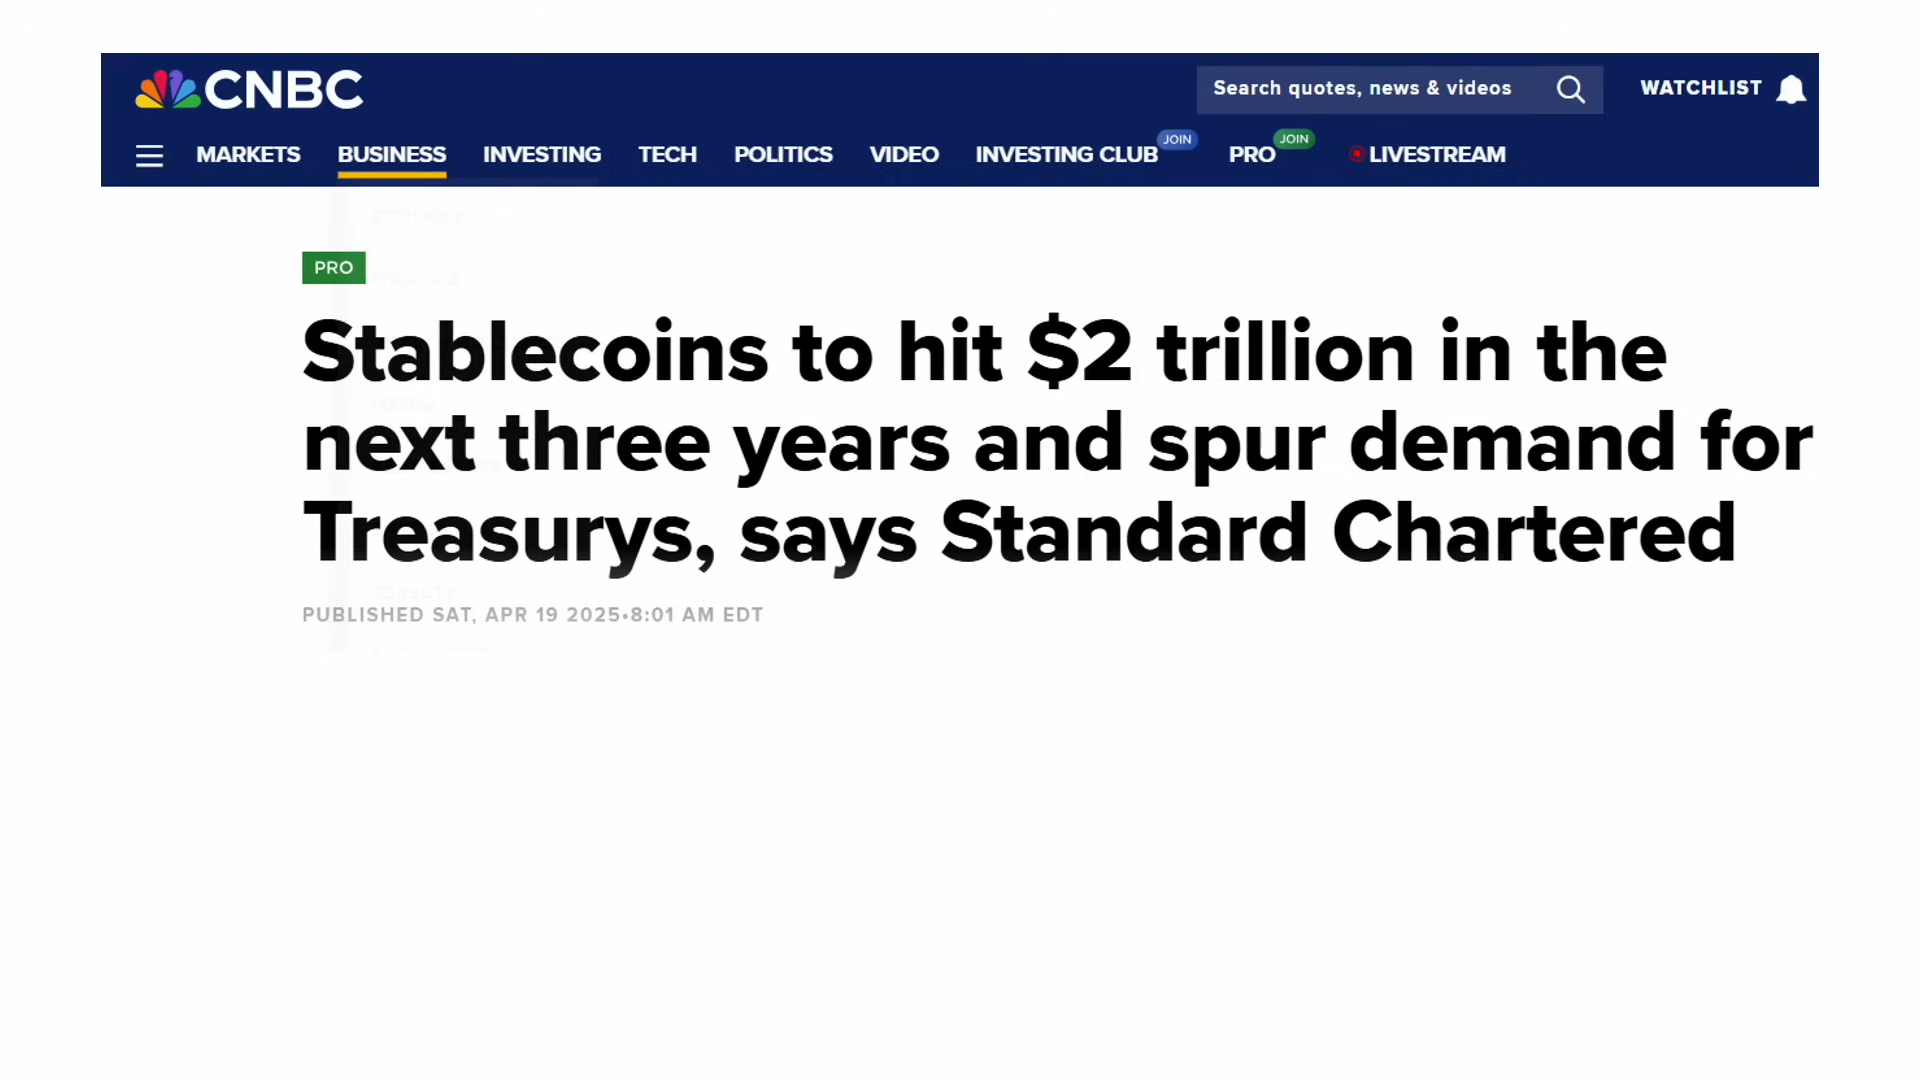 CNBC
Search quotes, news & videos
WATCHLIST
MARKETS BUSINESS INVESTING TECH POLITICS VIDEO INVESTING CLUB JOIN PRO JOIN LIVESTREAM
PRO
Stablecoins to hit $2 trillion in the
next three years and spur demand for
Treasurys, says Standard Chartered
PUBLISHED SAT, APR 19 2025•8:01 AM EDT